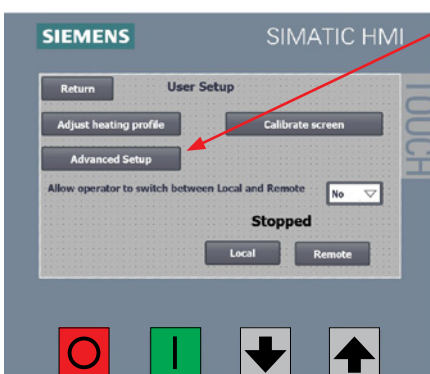 SIEMENS SIMATIC HMI
TOUCH
Return User Setup
Adjust heating profile Calibrate screen
Advanced Setup
Allow operator to switch between Local and Remote No
Stopped
Local Remote